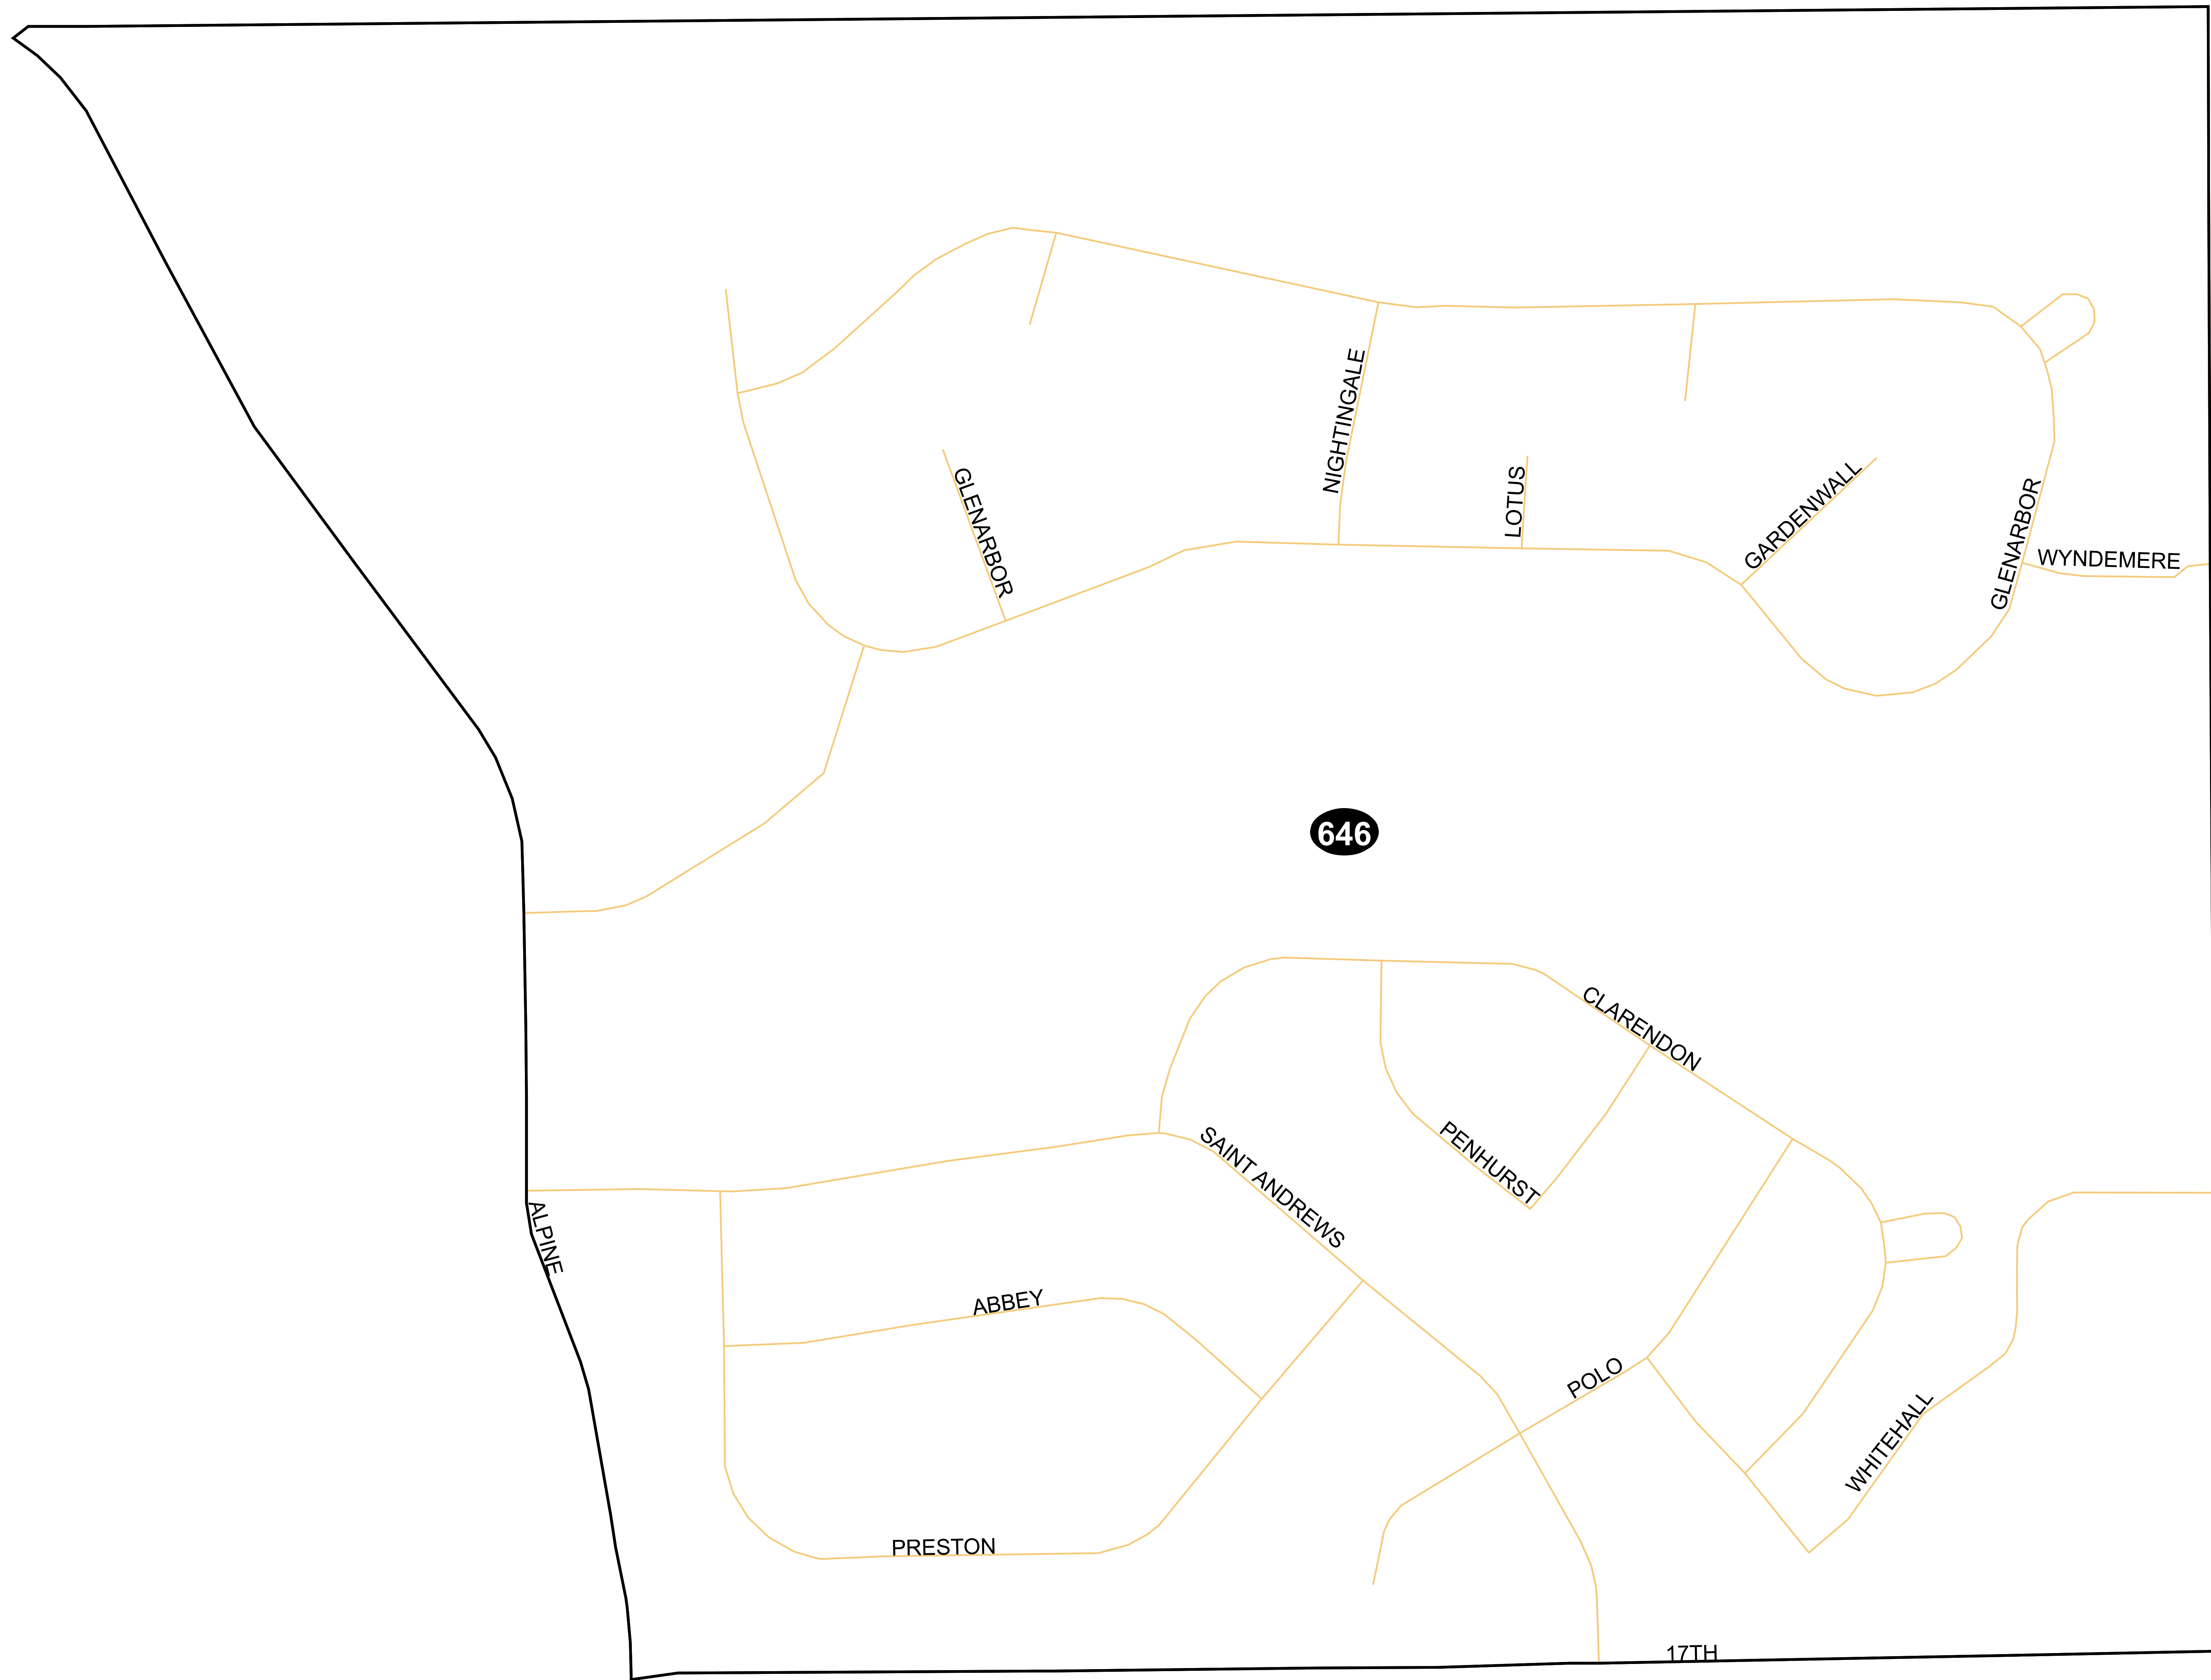 NIGHTINGALE
GLENARBOR
LOTUS
GARDENWALL
GLENARBOR
WYNDEMERE
646
CLARENDON
SAINT ANDREWS
PENHURST
ALPINE
ABBEY
POLO
WHITEHALL
PRESTON
17TH